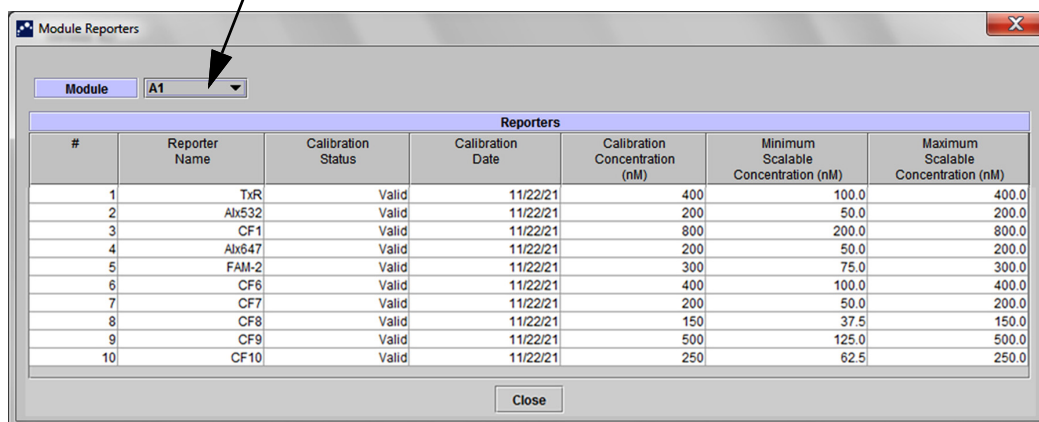 Module Reporters
Module A1
Reporters
# Reporter Name Calibration Status Calibration Date Calibration Concentration (nM) Minimum Scalable Concentration (nM) Maximum Scalable Concentration (nM)
1 TxR Valid 11/22/21 400 100.0 400.0
2 Alx532 Valid 11/22/21 200 50.0 200.0
3 CF1 Valid 11/22/21 800 200.0 800.0
4 Alx647 Valid 11/22/21 200 50.0 200.0
5 FAM-2 Valid 11/22/21 300 75.0 300.0
6 CF6 Valid 11/22/21 400 100.0 400.0
7 CF7 Valid 11/22/21 200 50.0 200.0
8 CF8 Valid 11/22/21 150 37.5 150.0
9 CF9 Valid 11/22/21 500 125.0 500.0
10 CF10 Valid 11/22/21 250 62.5 250.0
Close